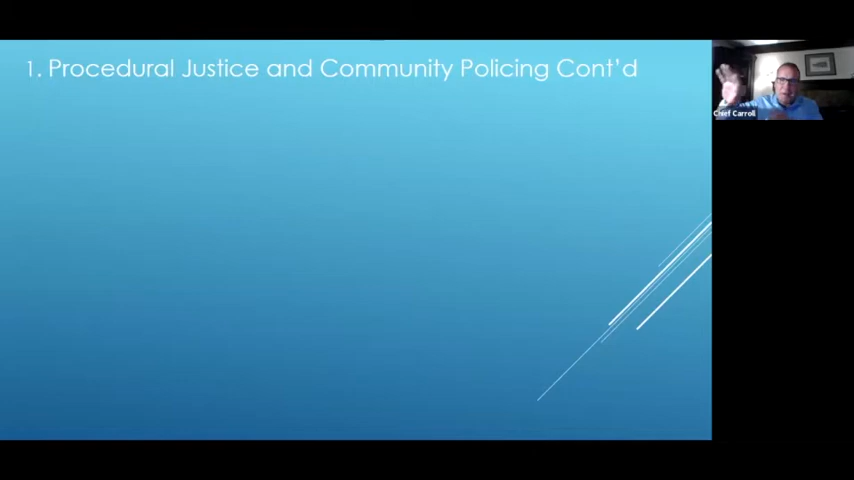 1. Procedural Justice and Community Policing Cont'd
Chief Carroll